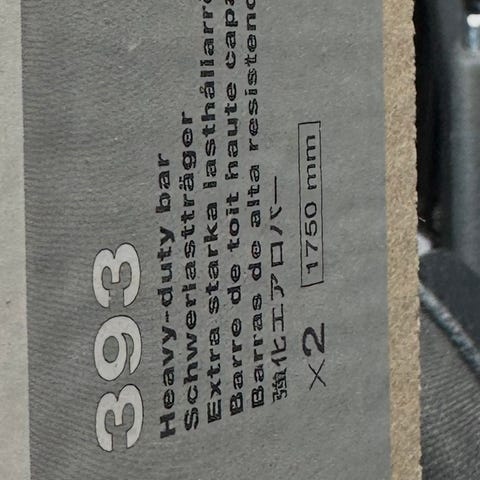 393
Heavy-duty bar
Schwerlastträger
Extra starka lasthållarrö
Barre de toit haute capa
Barras de alta resistenc
強化エアロバー
x2 1750 mm